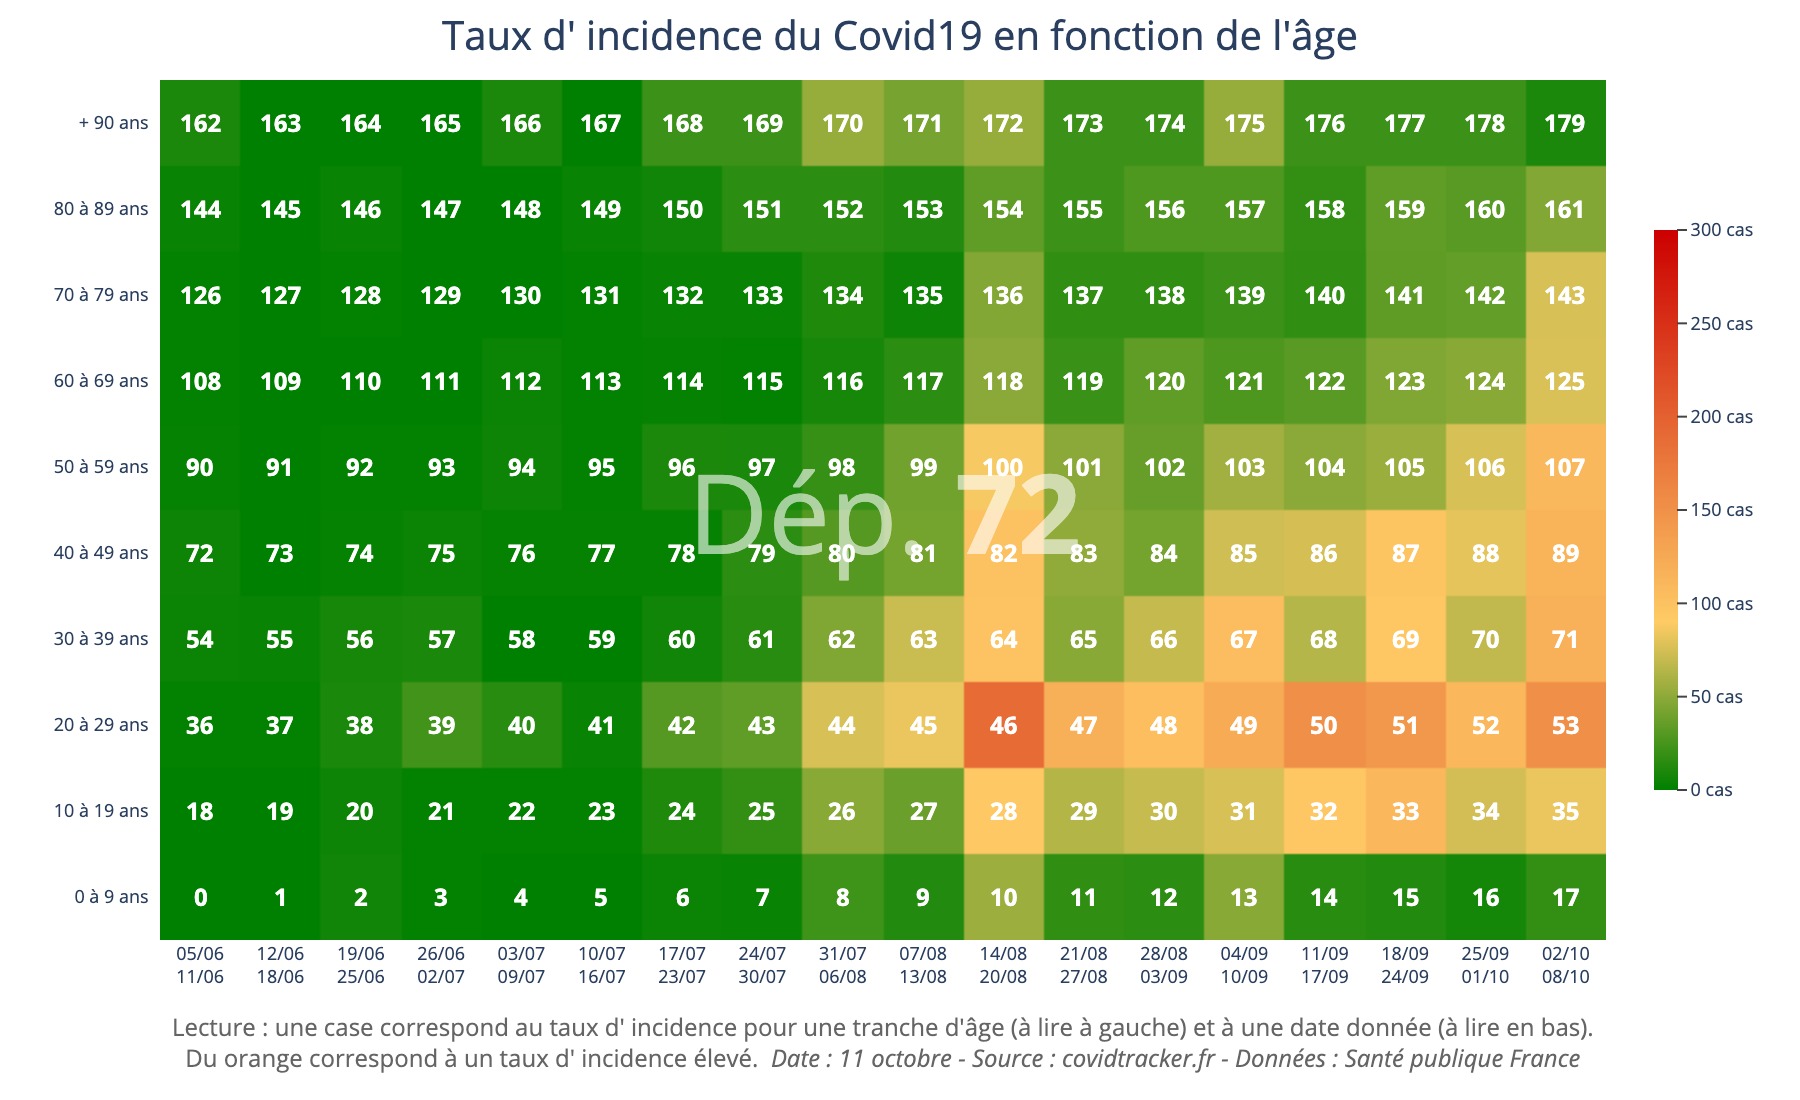 Taux d' incidence du Covid19 en fonction de l'âge
+ 90 ans 162 163 164 165 166 167 168 169 170 171 172 173 174 175 176 177 178 179
80 à 89 ans 144 145 146 147 148 149 150 151 152 153 154 155 156 157 158 159 160 161
70 à 79 ans 126 127 128 129 130 131 132 133 134 135 136 137 138 139 140 141 142 143
60 à 69 ans 108 109 110 111 112 113 114 115 116 117 118 119 120 121 122 123 124 125
50 à 59 ans 90 91 92 93 94 95 96 97 98 99 100 101 102 103 104 105 106 107
Dép. 72
40 à 49 ans 72 73 74 75 76 77 78 79 80 81 82 83 84 85 86 87 88 89
30 à 39 ans 54 55 56 57 58 59 60 61 62 63 64 65 66 67 68 69 70 71
20 à 29 ans 36 37 38 39 40 41 42 43 44 45 46 47 48 49 50 51 52 53
10 à 19 ans 18 19 20 21 22 23 24 25 26 27 28 29 30 31 32 33 34 35
0 à 9 ans 0 1 2 3 4 5 6 7 8 9 10 11 12 13 14 15 16 17
05/06 12/06 19/06 26/06 03/07 10/07 17/07 24/07 31/07 07/08 14/08 21/08 28/08 04/09 11/09 18/09 25/09 02/10
11/06 18/06 25/06 02/07 09/07 16/07 23/07 30/07 06/08 13/08 20/08 27/08 03/09 10/09 17/09 24/09 01/10 08/10
300 cas
250 cas
200 cas
150 cas
100 cas
50 cas
0 cas
Lecture : une case correspond au taux d' incidence pour une tranche d'âge (à lire à gauche) et à une date donnée (à lire en bas).
Du orange correspond à un taux d' incidence élevé. Date : 11 octobre - Source : covidtracker.fr - Données : Santé publique France